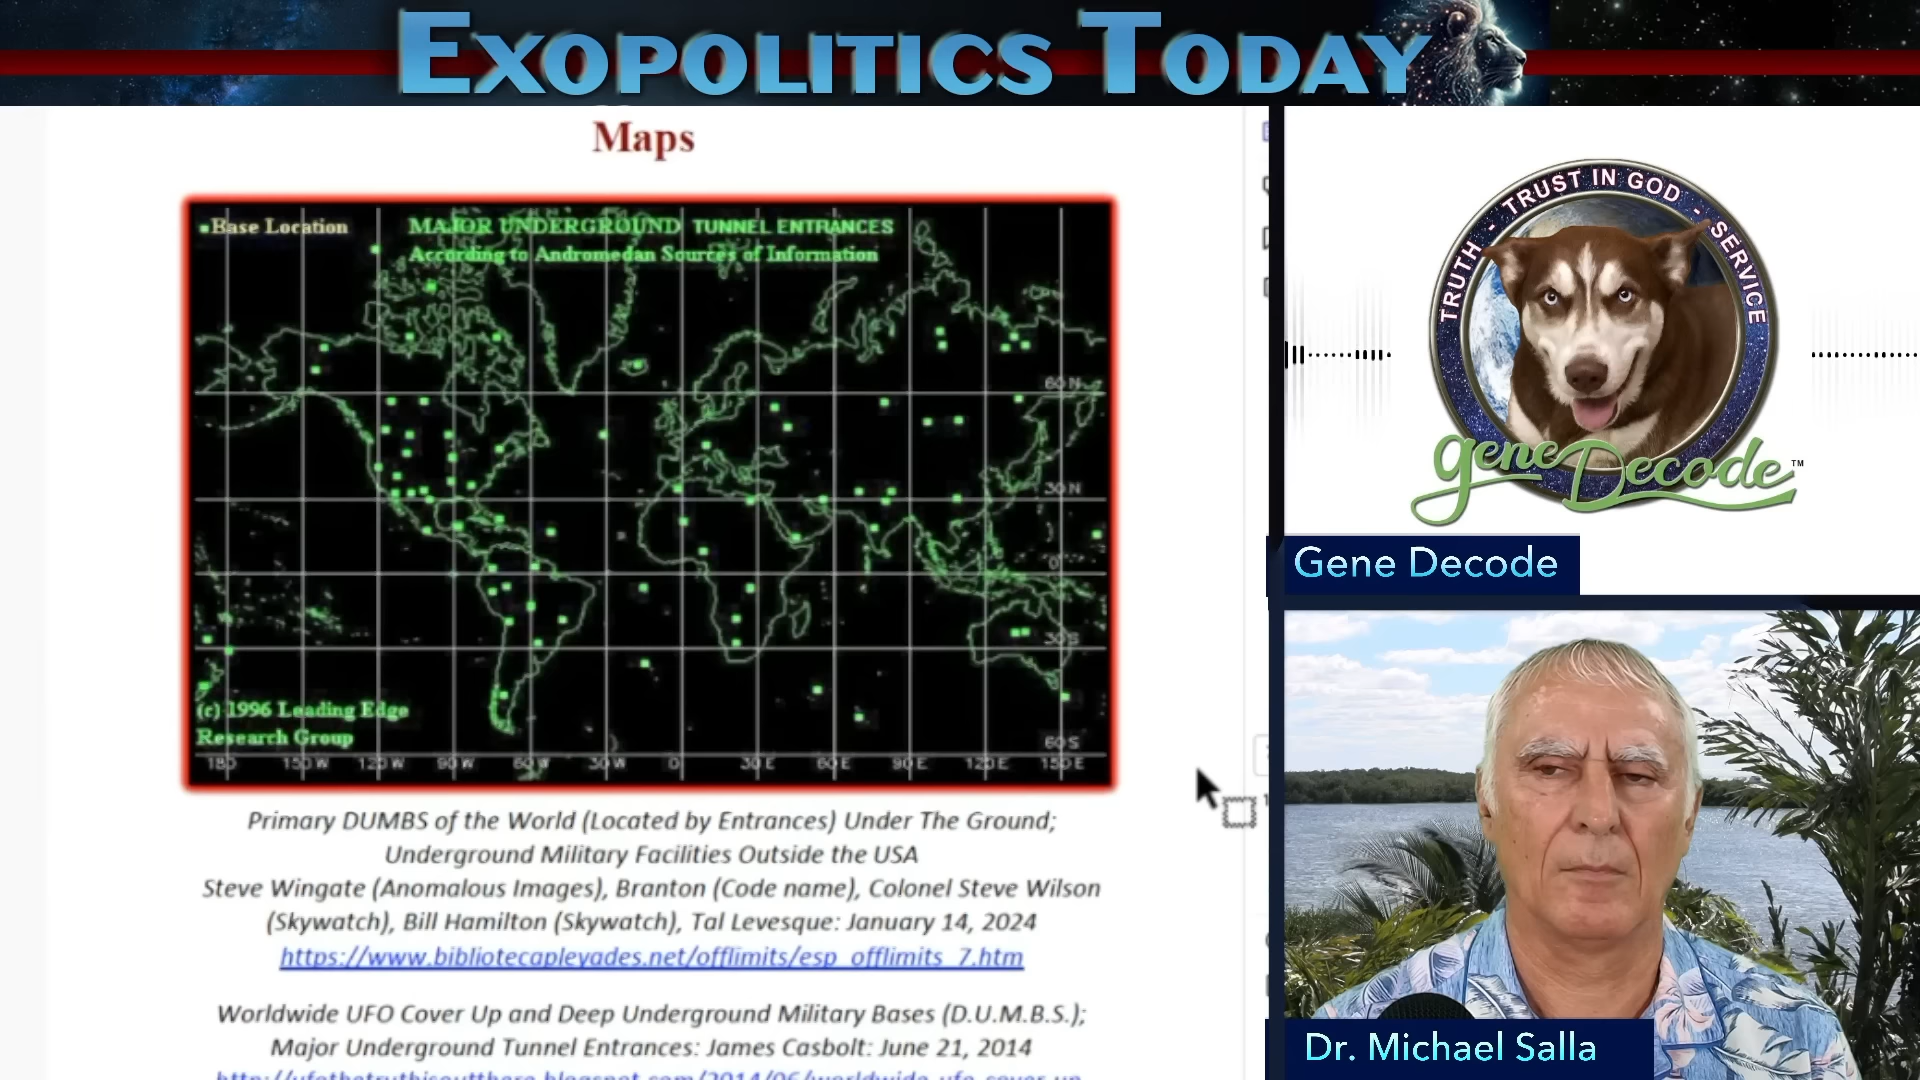 EXOPOLITICS TODAY
Maps
Base Location
MAJOR UNDERGROUND TUNNEL ENTRANCES
According to Andromedan Sources of Information
60 N
30 N
0
30 S
(c) 1996 Leading Edge
Research Group
60 S
180 150 W 120 W 90 W 60 W 30 W 0 30 E 60 E 90 E 120 E 150 E
Primary DUMBS of the World (Located by Entrances) Under The Ground;
Underground Military Facilities Outside the USA
Steve Wingate (Anomalous Images), Branton (Code name), Colonel Steve Wilson
(Skywatch), Bill Hamilton (Skywatch), Tal Levesque: January 14, 2024
https://www.bibliotecapleyades.net/offlimits/esp_offlimits_7.htm
Worldwide UFO Cover Up and Deep Underground Military Bases (D.U.M.B.S.);
Major Underground Tunnel Entrances: James Casbolt: June 21, 2014
TRUTH - TRUST IN GOD - SERVICE
gene Decode™
Gene Decode
Dr. Michael Salla